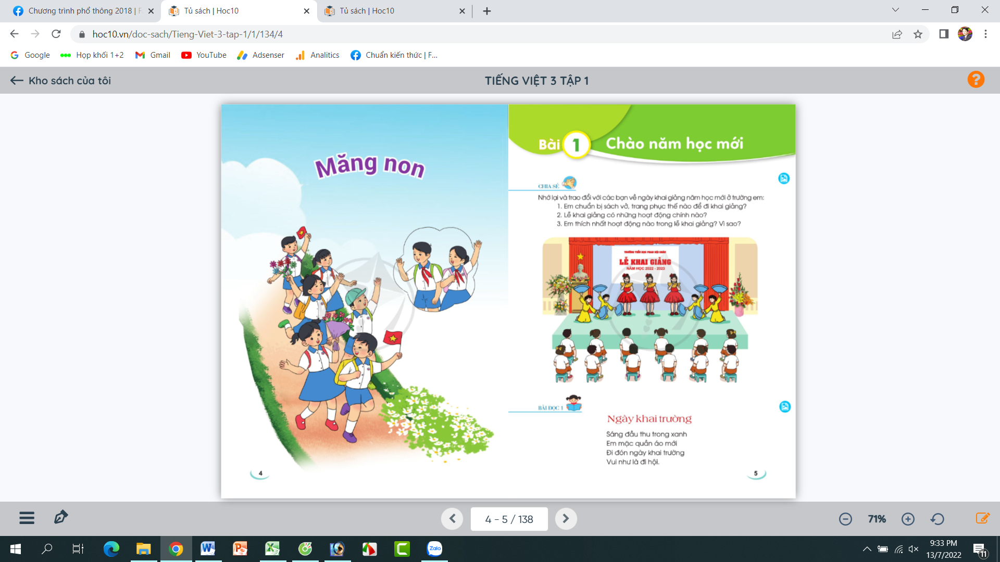 Chương trình phổ thông 2018 | F
Tủ sách | Hoc10
Tủ sách | Hoc10
hoc10.vn/doc-sach/Tieng-Viet-3-tap-1/1/134/4
Google
Họp khối 1+2
Gmail
YouTube
Adsenser
Analitics
Chuẩn kiến thức | F...
Kho sách của tôi
TIẾNG VIỆT 3 TẬP 1
?
Măng non
4
Bài 1 Chào năm học mới
CHIA SẺ
Nhớ lại và trao đổi với các bạn về ngày khai giảng năm học mới ở trường em:
1. Em chuẩn bị sách vở, trang phục thế nào để đi khai giảng?
2. Lễ khai giảng có những hoạt động chính nào?
3. Em thích nhất hoạt động nào trong lễ khai giảng? Vì sao?
TRƯỜNG TIỂU HỌC PHAN BỘI CHÂU
LỄ KHAI GIẢNG
NĂM HỌC 2022 - 2023
BÀI ĐỌC 1
Ngày khai trường
Sáng đầu thu trong xanh
Em mặc quần áo mới
Đi đón ngày khai trường
Vui như là đi hội.
5
4 - 5 / 138
71%
Zalo
9:33 PM
13/7/2022
11